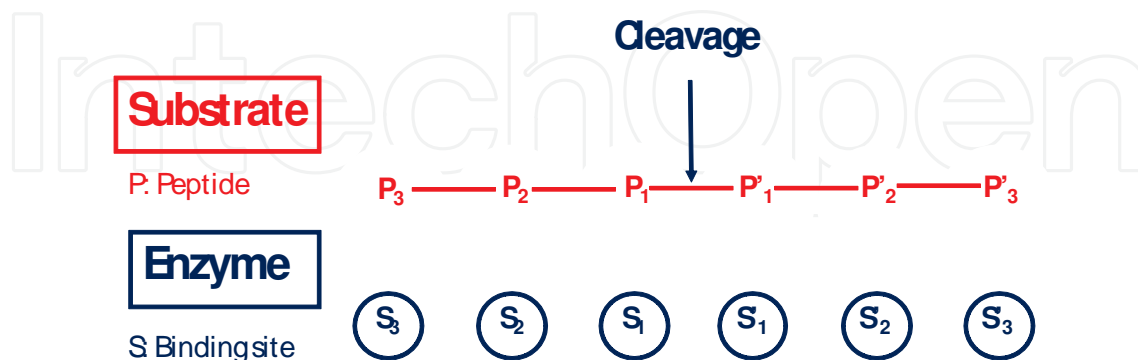 IntechOpen
Cleavage
Substrate
P: Peptide
P₃ P₂ P₁ P'₁ P'₂ P'₃
Enzyme
S₃ S₂ S₁ S'₁ S'₂ S'₃
S: Bindingsite